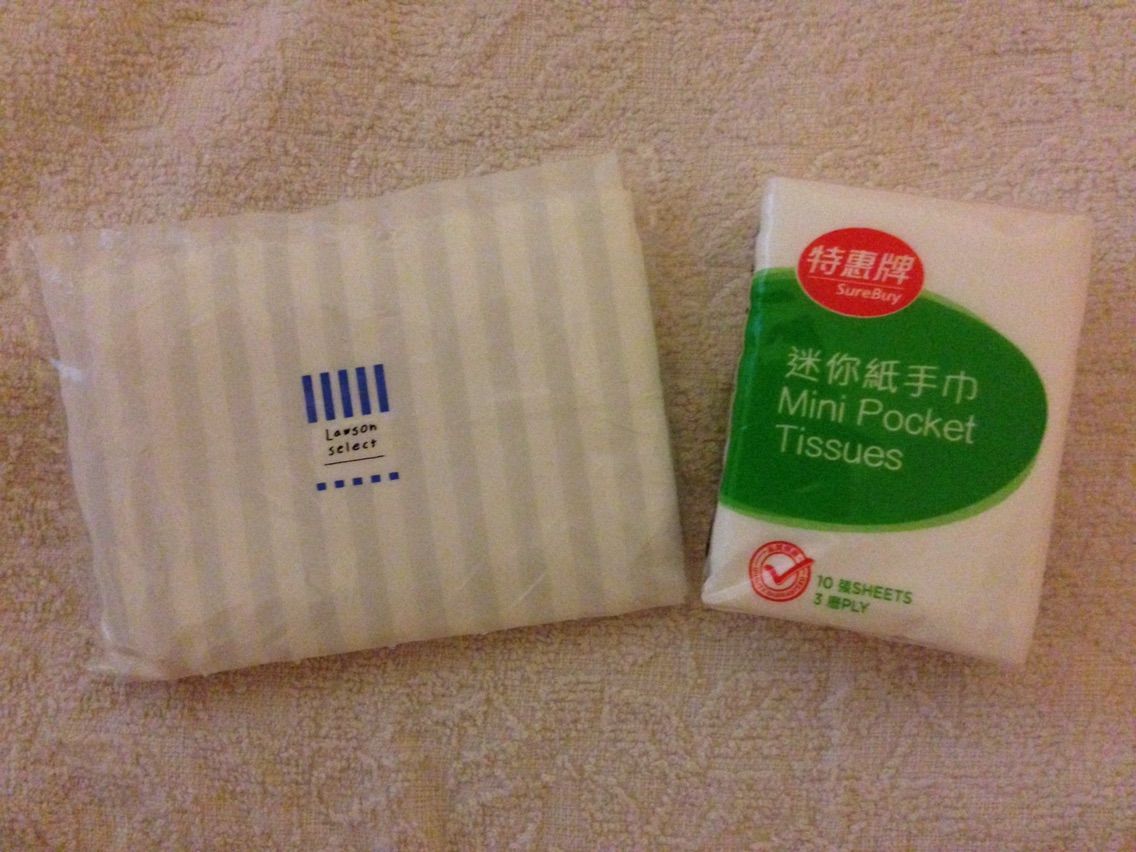 Lawson
select
特惠牌
SureBuy
迷你紙手巾
Mini Pocket
Tissues
10 張SHEETS
3 層PLY